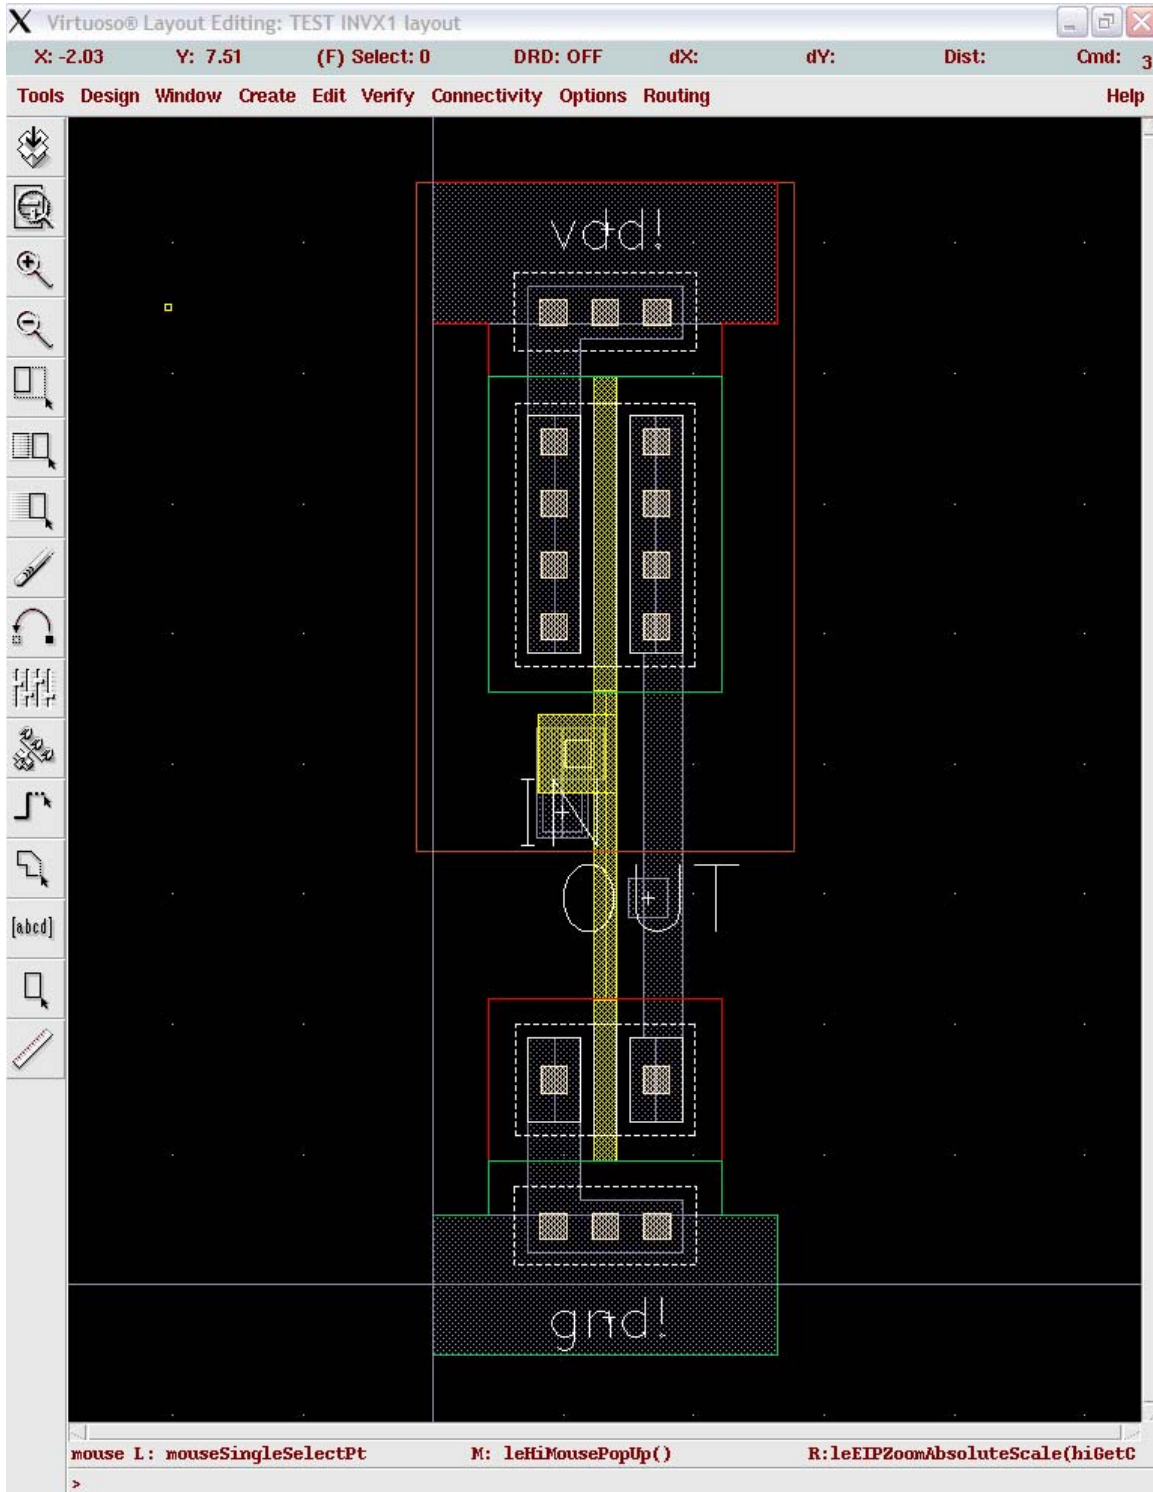 Virtuoso® Layout Editing: TEST INVX1 layout
X: -2.03 Y: 7.51 (F) Select: 0 DRD: OFF dX: dY: Dist: Cmd: 3
Tools Design Window Create Edit Verify Connectivity Options Routing Help
vdd!
IN
OUT
[abcd]
gnd!
mouse L: mouseSingleSelectPt M: leHiMousePopUp() R:leEIPZoomAbsoluteScale(hiGetC
>